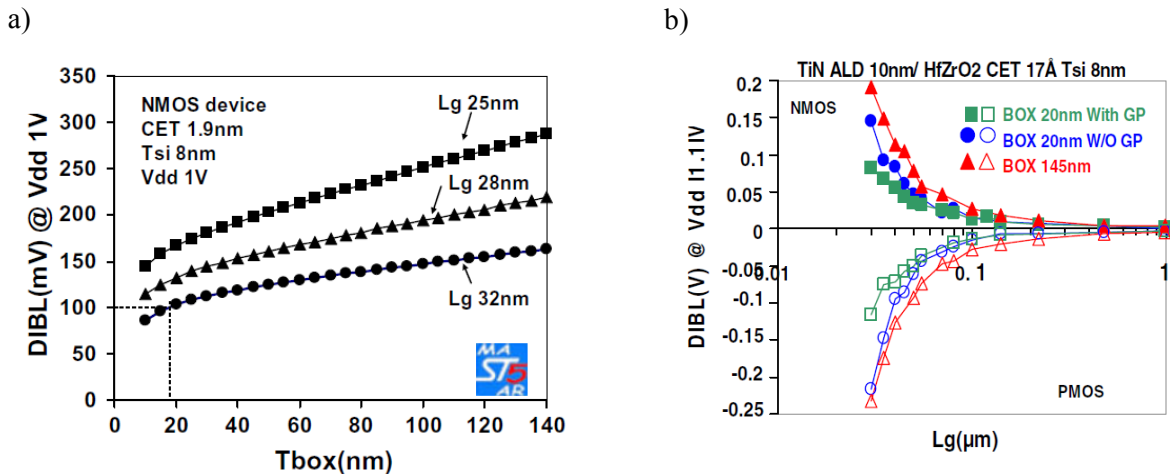 a)
350
300
250
200
150
100
50
0
DIBL(mV) @ Vdd 1V
NMOS device
CET 1.9nm
Tsi 8nm
Vdd 1V
Lg 25nm
Lg 28nm
Lg 32nm
MA
ST5
AR
0 20 40 60 80 100 120 140
Tbox(nm)
b)
TiN ALD 10nm/ HfZrO2 CET 17Å Tsi 8nm
0.2
0.15
0.1
0.05
0
-0.05
-0.1
-0.15
-0.2
-0.25
DIBL(V) @ Vdd I1.1IV
NMOS
BOX 20nm With GP
BOX 20nm W/O GP
BOX 145nm
0.01 0.1 1
PMOS
Lg(µm)